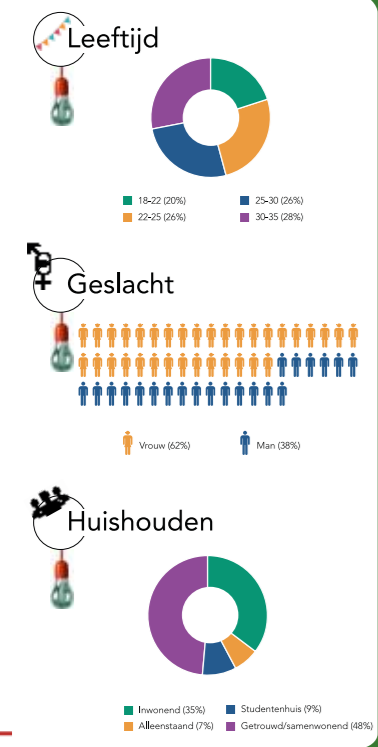 Leeftijd
18-22 (20%) 25-30 (26%)
22-25 (26%) 30-35 (28%)
Geslacht
Vrouw (62%) Man (38%)
Huishouden
Inwonend (35%) Studentenhuis (9%)
Alleenstaand (7%) Getrouwd/samenwonend (48%)